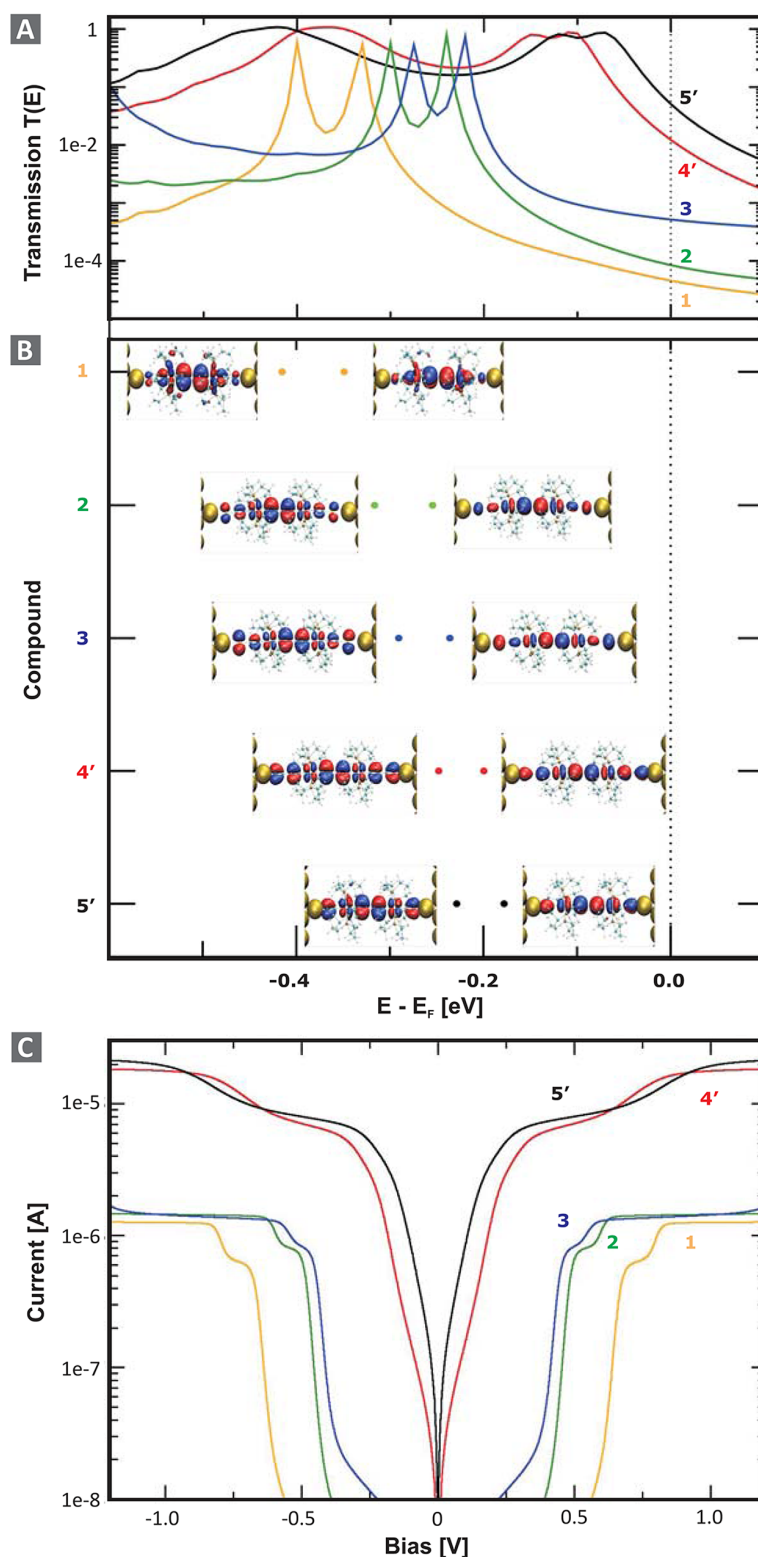 A
Transmission T(E)
1
1e-2
1e-4
5′
4′
3
2
1
B
Compound
1
2
3
4′
5′
-0.4
-0.2
0.0
E - EF [eV]
C
Current [A]
1e-5
1e-6
1e-7
1e-8
5′
4′
3
2
1
-1.0
-0.5
0
0.5
1.0
Bias [V]